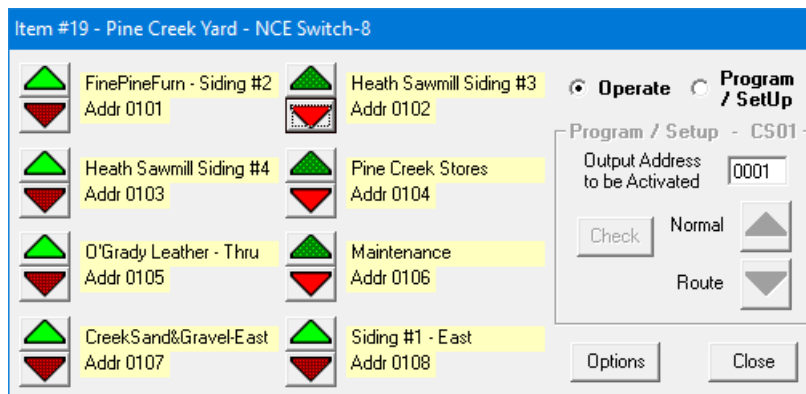 Item #19 - Pine Creek Yard - NCE Switch-8
FinePineFurn - Siding #2
Addr 0101
Heath Sawmill Siding #3
Addr 0102
Heath Sawmill Siding #4
Addr 0103
Pine Creek Stores
Addr 0104
O'Grady Leather - Thru
Addr 0105
Maintenance
Addr 0106
CreekSand&Gravel-East
Addr 0107
Siding #1 - East
Addr 0108
Operate
Program
/ SetUp
Program / Setup - CS01
Output Address
to be Activated
0001
Check
Normal
Route
Options
Close